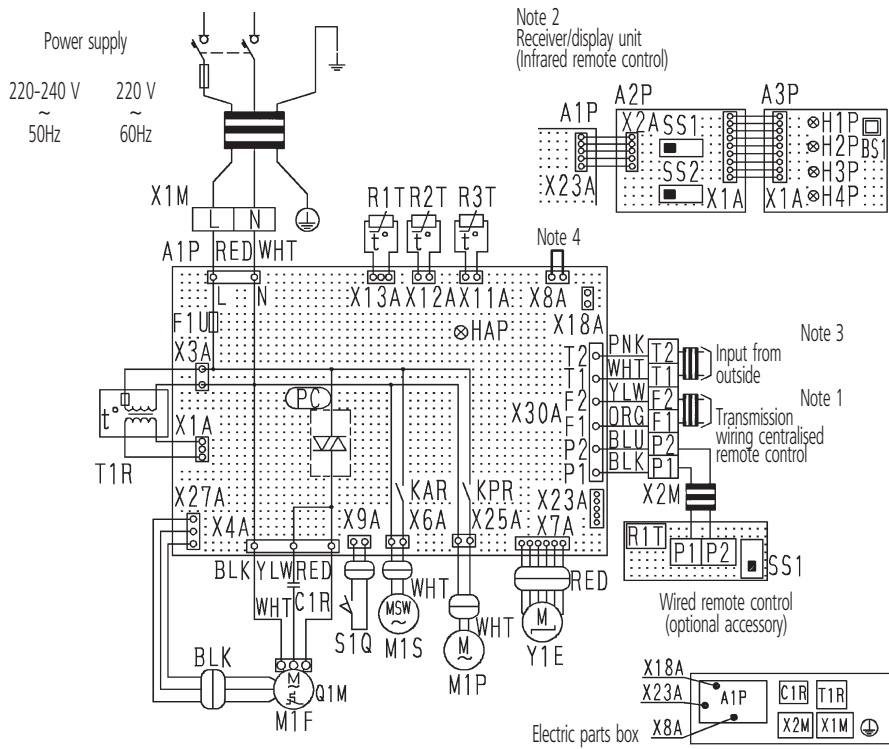 Power supply
220-240 V
~
50Hz
220 V
~
60Hz
Note 2
Receiver/display unit
(Infrared remote control)
A1P
X23A
A2P
X2A
SS1
SS2
X1A
A3P
H1P
H2P
H3P
H4P
BS1
X1A
X1M
L N
A1P RED WHT
R1T R2T R3T
t° t° t°
Note 4
L N
X13A X12A X11A X8A
X18A
F1U
HAP
X3A
PC
t°
X1A
T1R
X30A
T2 PNK T2
T1 WHT T1
F2 YLW F2
F1 ORG F1
P2 BLU P2
P1 BLK P1
Note 3
Input from
outside
Note 1
Transmission
wiring centralised
remote control
X2M
X27A
X4A
X9A
KAR
X6A
KPR
X25A
X23A
X7A
BLK YLW RED
WHT C1R
S1Q
WHT
MSW
~
M1S
WHT
M
~
M1P
RED
M
Y1E
BLK
M
~
Q1M
M1F
R1T
P1 P2
SS1
Wired remote control
(optional accessory)
X18A
X23A
X8A
A1P
C1R T1R
X2M X1M
Electric parts box